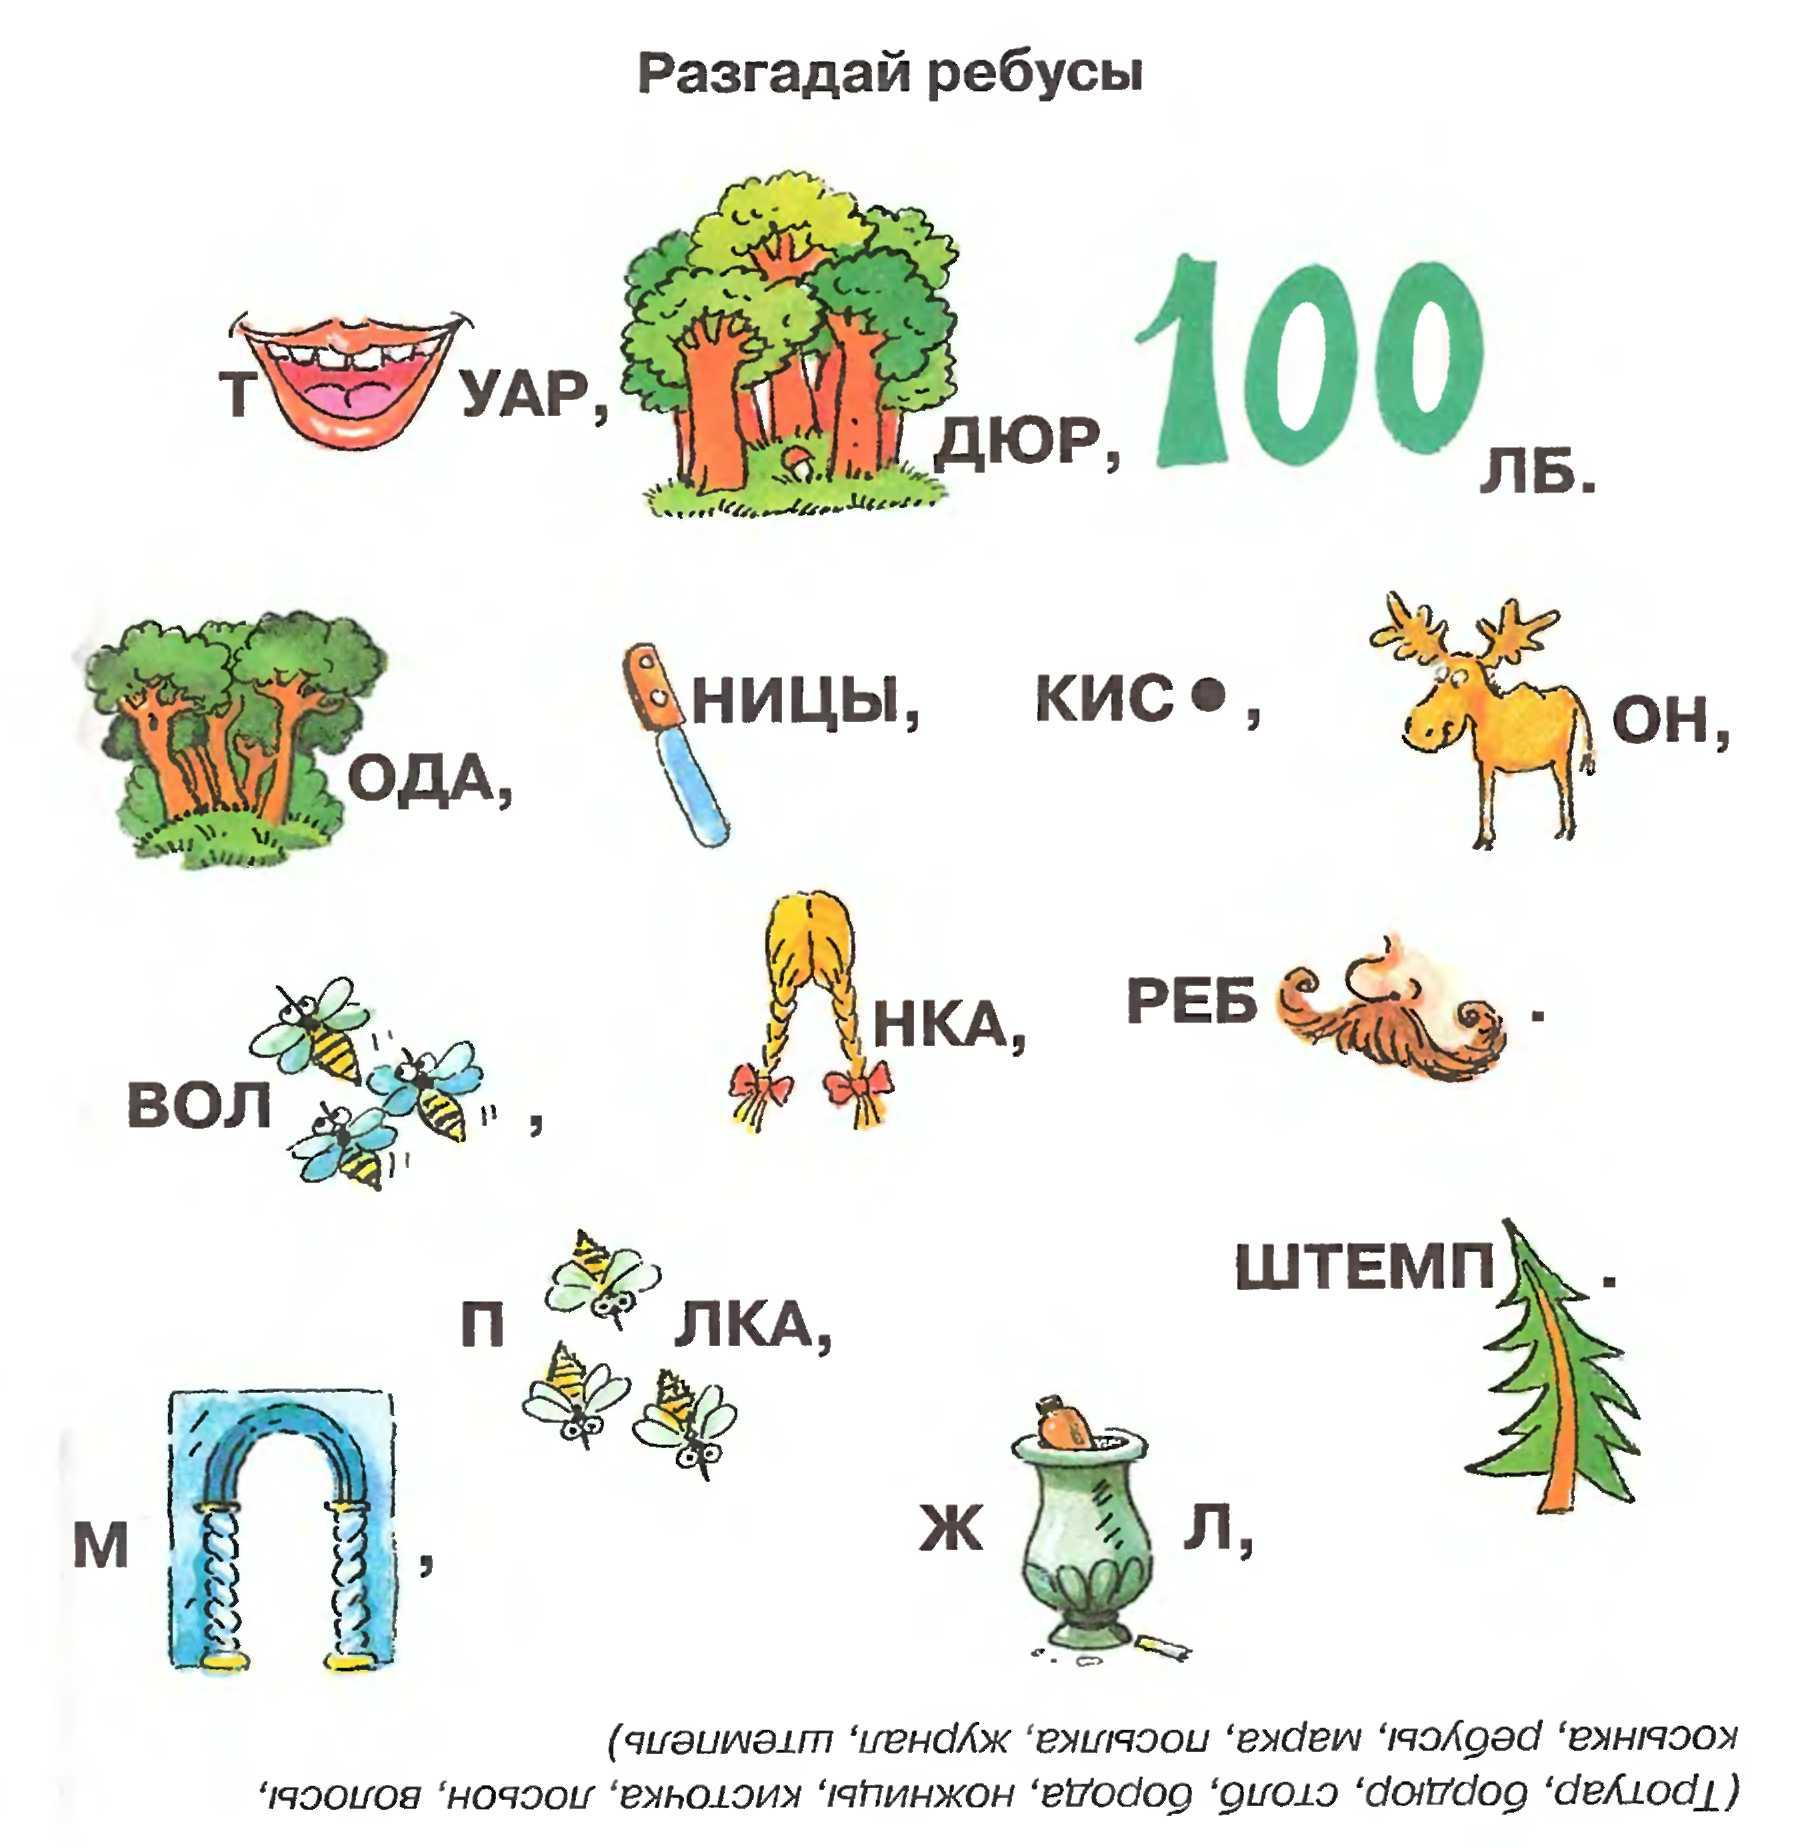 Разгадай ребусы
Т УАР, ДЮР, 100 ЛБ.
ОДА, НИЦЫ, КИС ● , ОН,
ВОЛ , НКА, РЕБ .
П ЛКА, ШТЕМП .
М , Ж Л,
(Тротуар, бордюр, столб, борода, ножницы, кисточка, лосьон, волосы,
косынка, ребусы, марка, посылка, журнал, штемпель)